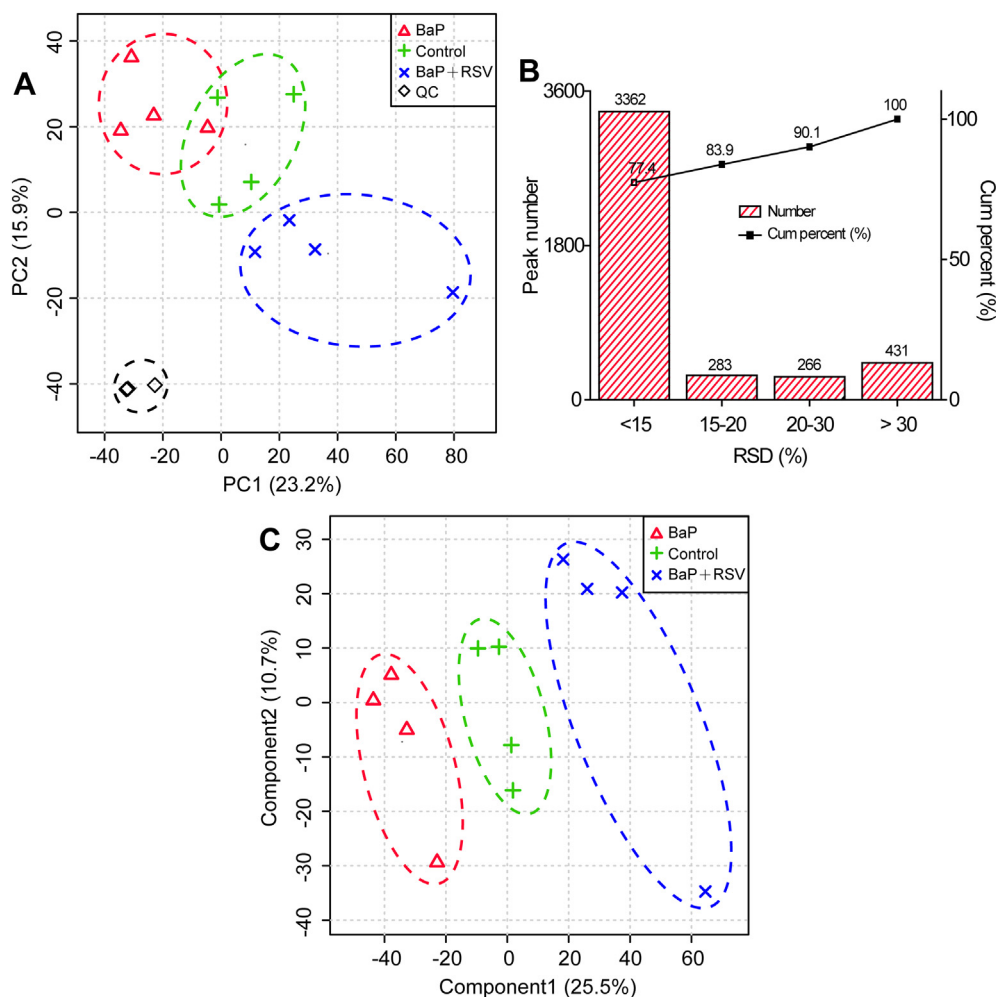 A
BaP
Control
BaP+RSV
QC
40
20
0
-20
-40
PC2 (15.9%)
-40 -20 0 20 40 60 80
PC1 (23.2%)
B
3600
1800
0
Peak number
3362
77.4
83.9
90.1
100
283
266
431
Number
Cum percent (%)
100
50
0
Cum percent (%)
<15 15-20 20-30 > 30
RSD (%)
C
BaP
Control
BaP+RSV
30
20
10
0
-10
-20
-30
-40
Component2 (10.7%)
-40 -20 0 20 40 60
Component1 (25.5%)